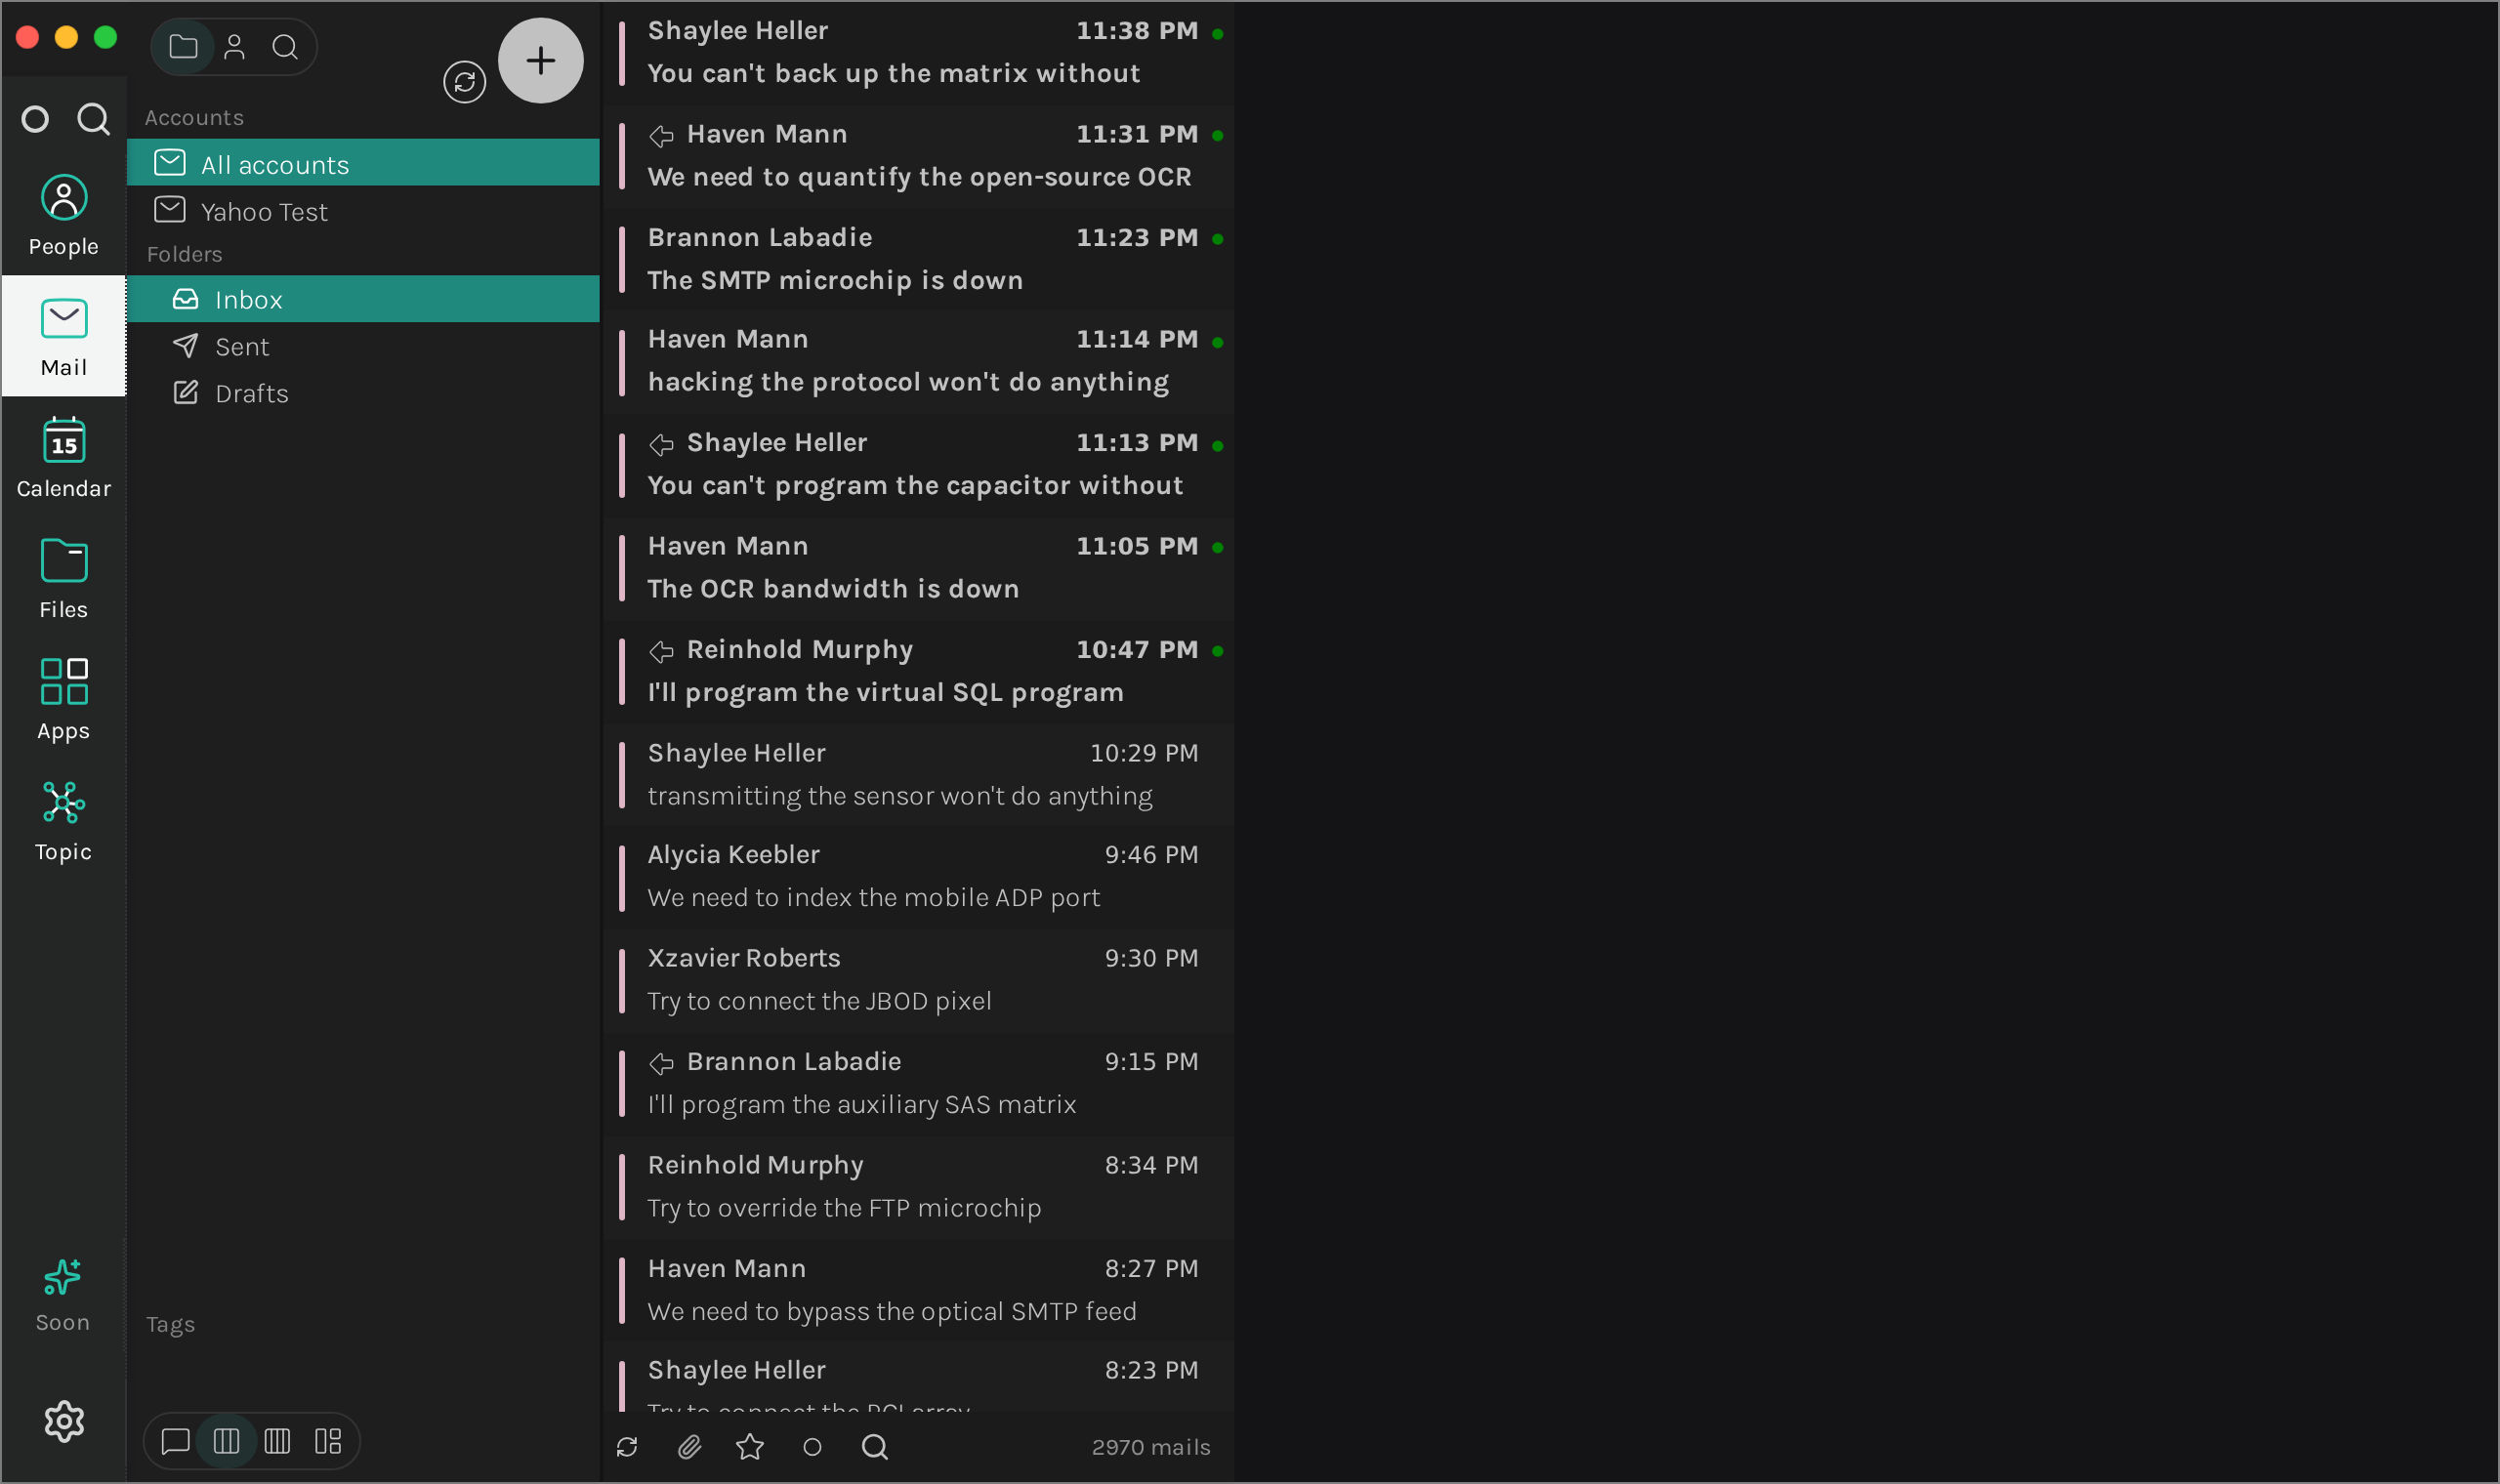 People
Mail
15
Calendar
Files
Apps
Topic
Soon
Accounts
All accounts
Yahoo Test
Folders
Inbox
Sent
Drafts
Tags
Shaylee Heller 11:38 PM
You can't back up the matrix without
Haven Mann 11:31 PM
We need to quantify the open-source OCR
Brannon Labadie 11:23 PM
The SMTP microchip is down
Haven Mann 11:14 PM
hacking the protocol won't do anything
Shaylee Heller 11:13 PM
You can't program the capacitor without
Haven Mann 11:05 PM
The OCR bandwidth is down
Reinhold Murphy 10:47 PM
I'll program the virtual SQL program
Shaylee Heller 10:29 PM
transmitting the sensor won't do anything
Alycia Keebler 9:46 PM
We need to index the mobile ADP port
Xzavier Roberts 9:30 PM
Try to connect the JBOD pixel
Brannon Labadie 9:15 PM
I'll program the auxiliary SAS matrix
Reinhold Murphy 8:34 PM
Try to override the FTP microchip
Haven Mann 8:27 PM
We need to bypass the optical SMTP feed
Shaylee Heller 8:23 PM
Try to connect the PCI array
2970 mails